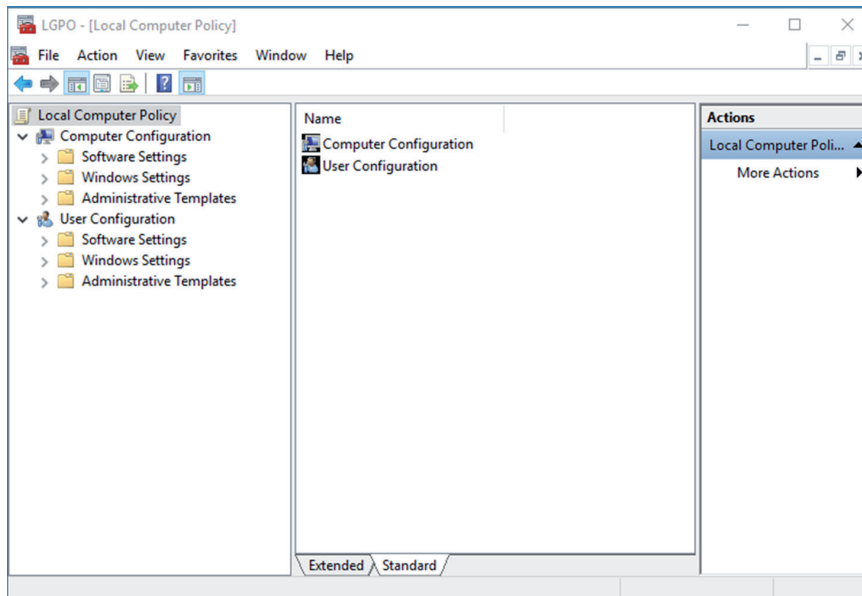 LGPO - [Local Computer Policy]
File Action View Favorites Window Help
Local Computer Policy
Computer Configuration
Software Settings
Windows Settings
Administrative Templates
User Configuration
Software Settings
Windows Settings
Administrative Templates
Name
Computer Configuration
User Configuration
Extended Standard
Actions
Local Computer Poli...
More Actions